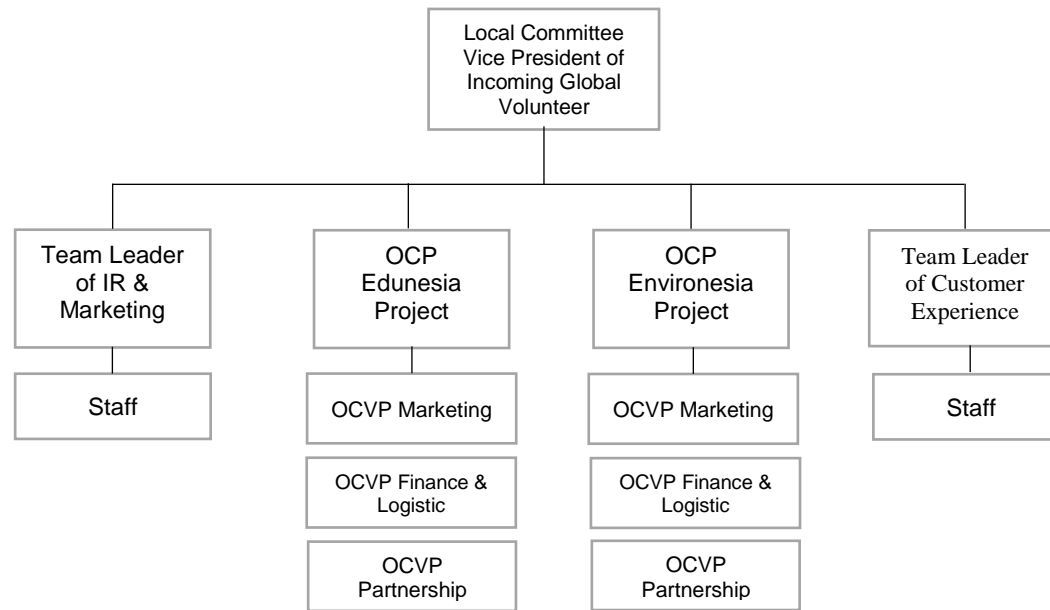 Local Committee
Vice President of
Incoming Global
Volunteer
Team Leader
of IR &
Marketing
OCP
Edunesia
Project
OCP
Environesia
Project
Team Leader
of Customer
Experience
Staff
OCVP Marketing
OCVP Marketing
Staff
OCVP Finance &
Logistic
OCVP Finance &
Logistic
OCVP
Partnership
OCVP
Partnership